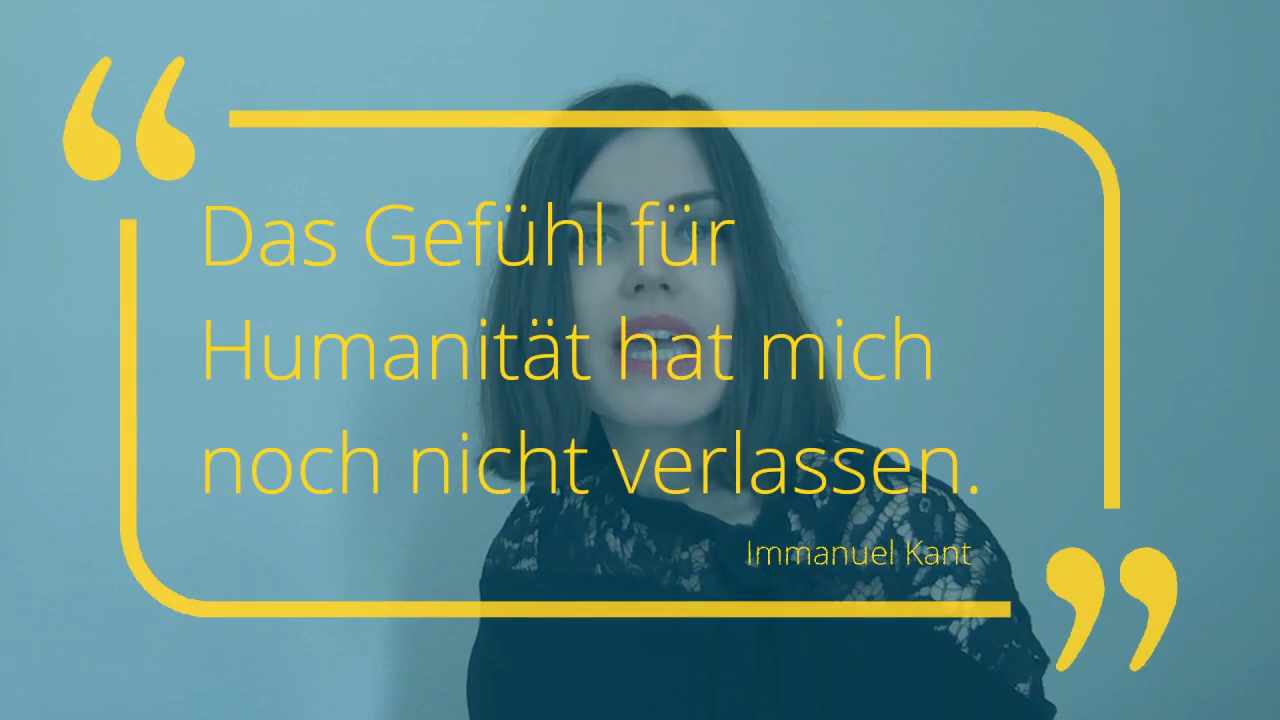 Das Gefühl für
Humanität hat mich
noch nicht verlassen.
Immanuel Kant